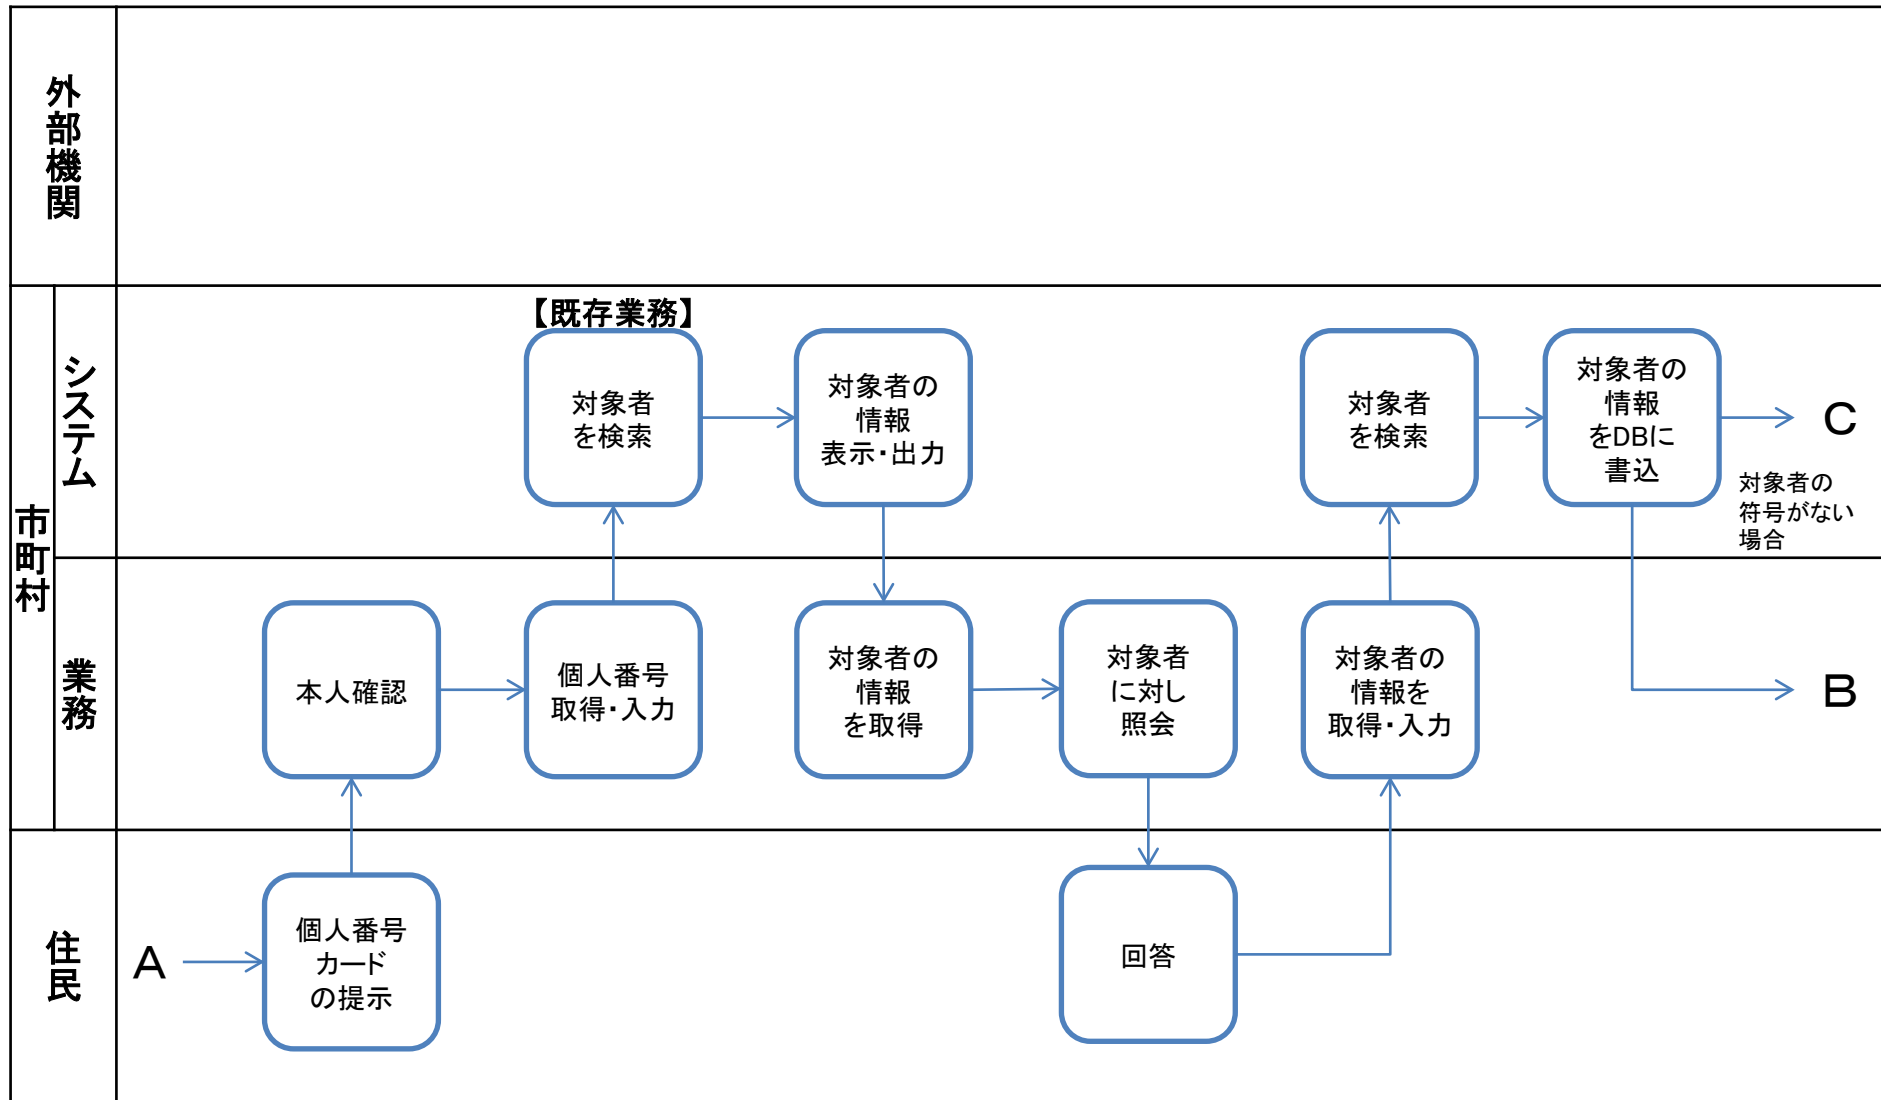 外部機関
市町村
システム
【既存業務】
対象者
を検索
対象者の
情報
表示・出力
対象者
を検索
対象者の
情報
をDBに
書込
C
対象者の
符号がない
場合
業務
本人確認
個人番号
取得・入力
対象者の
情報
を取得
対象者
に対し
照会
対象者の
情報を
取得・入力
B
住民
A
個人番号
カード
の提示
回答